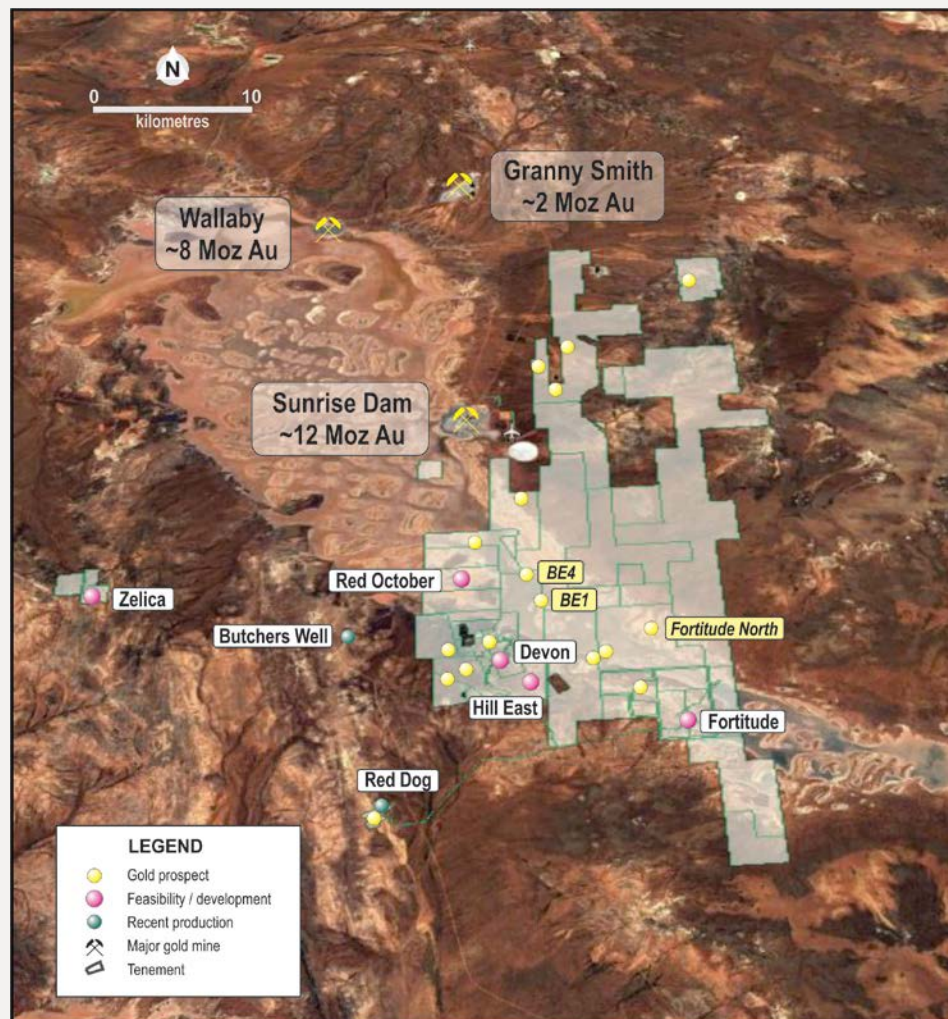 N
0 10
kilometres
Granny Smith
~2 Moz Au
Wallaby
~8 Moz Au
Sunrise Dam
~12 Moz Au
Red October
BE4
BE1
Zelica
Butchers Well
Fortitude North
Devon
Hill East
Fortitude
Red Dog
LEGEND
Gold prospect
Feasibility / development
Recent production
Major gold mine
Tenement